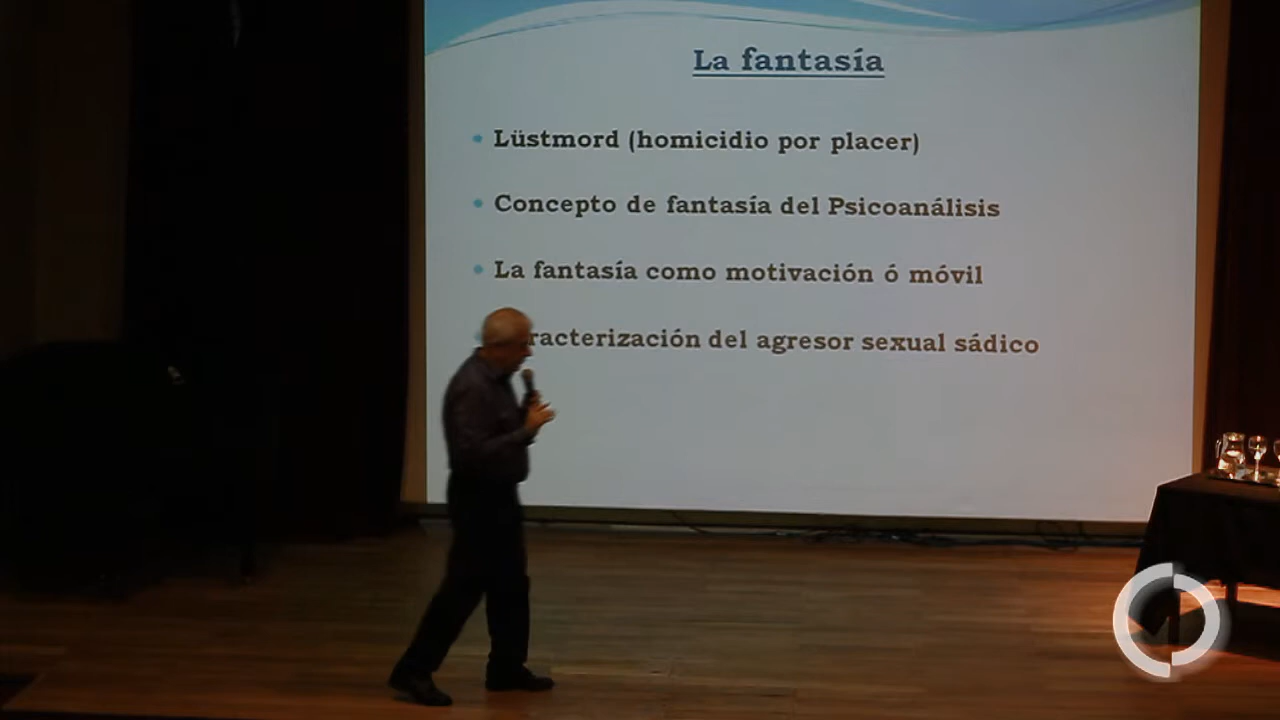 La fantasía
Lüstmord (homicidio por placer)
Concepto de fantasía del Psicoanálisis
La fantasía como motivación ó móvil
del agresor sexual sádico